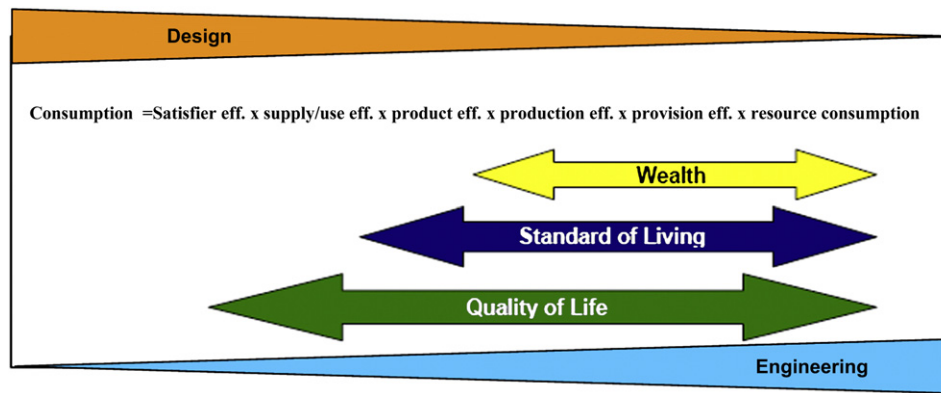 Design
Consumption =Satisfier eff. x supply/use eff. x product eff. x production eff. x provision eff. x resource consumption
Wealth
Standard of Living
Quality of Life
Engineering